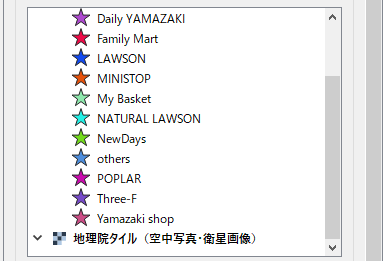 Daily YAMAZAKI
Family Mart
LAWSON
MINISTOP
My Basket
NATURAL LAWSON
NewDays
others
POPLAR
Three-F
Yamazaki shop
地理院タイル（空中写真・衛星画像）